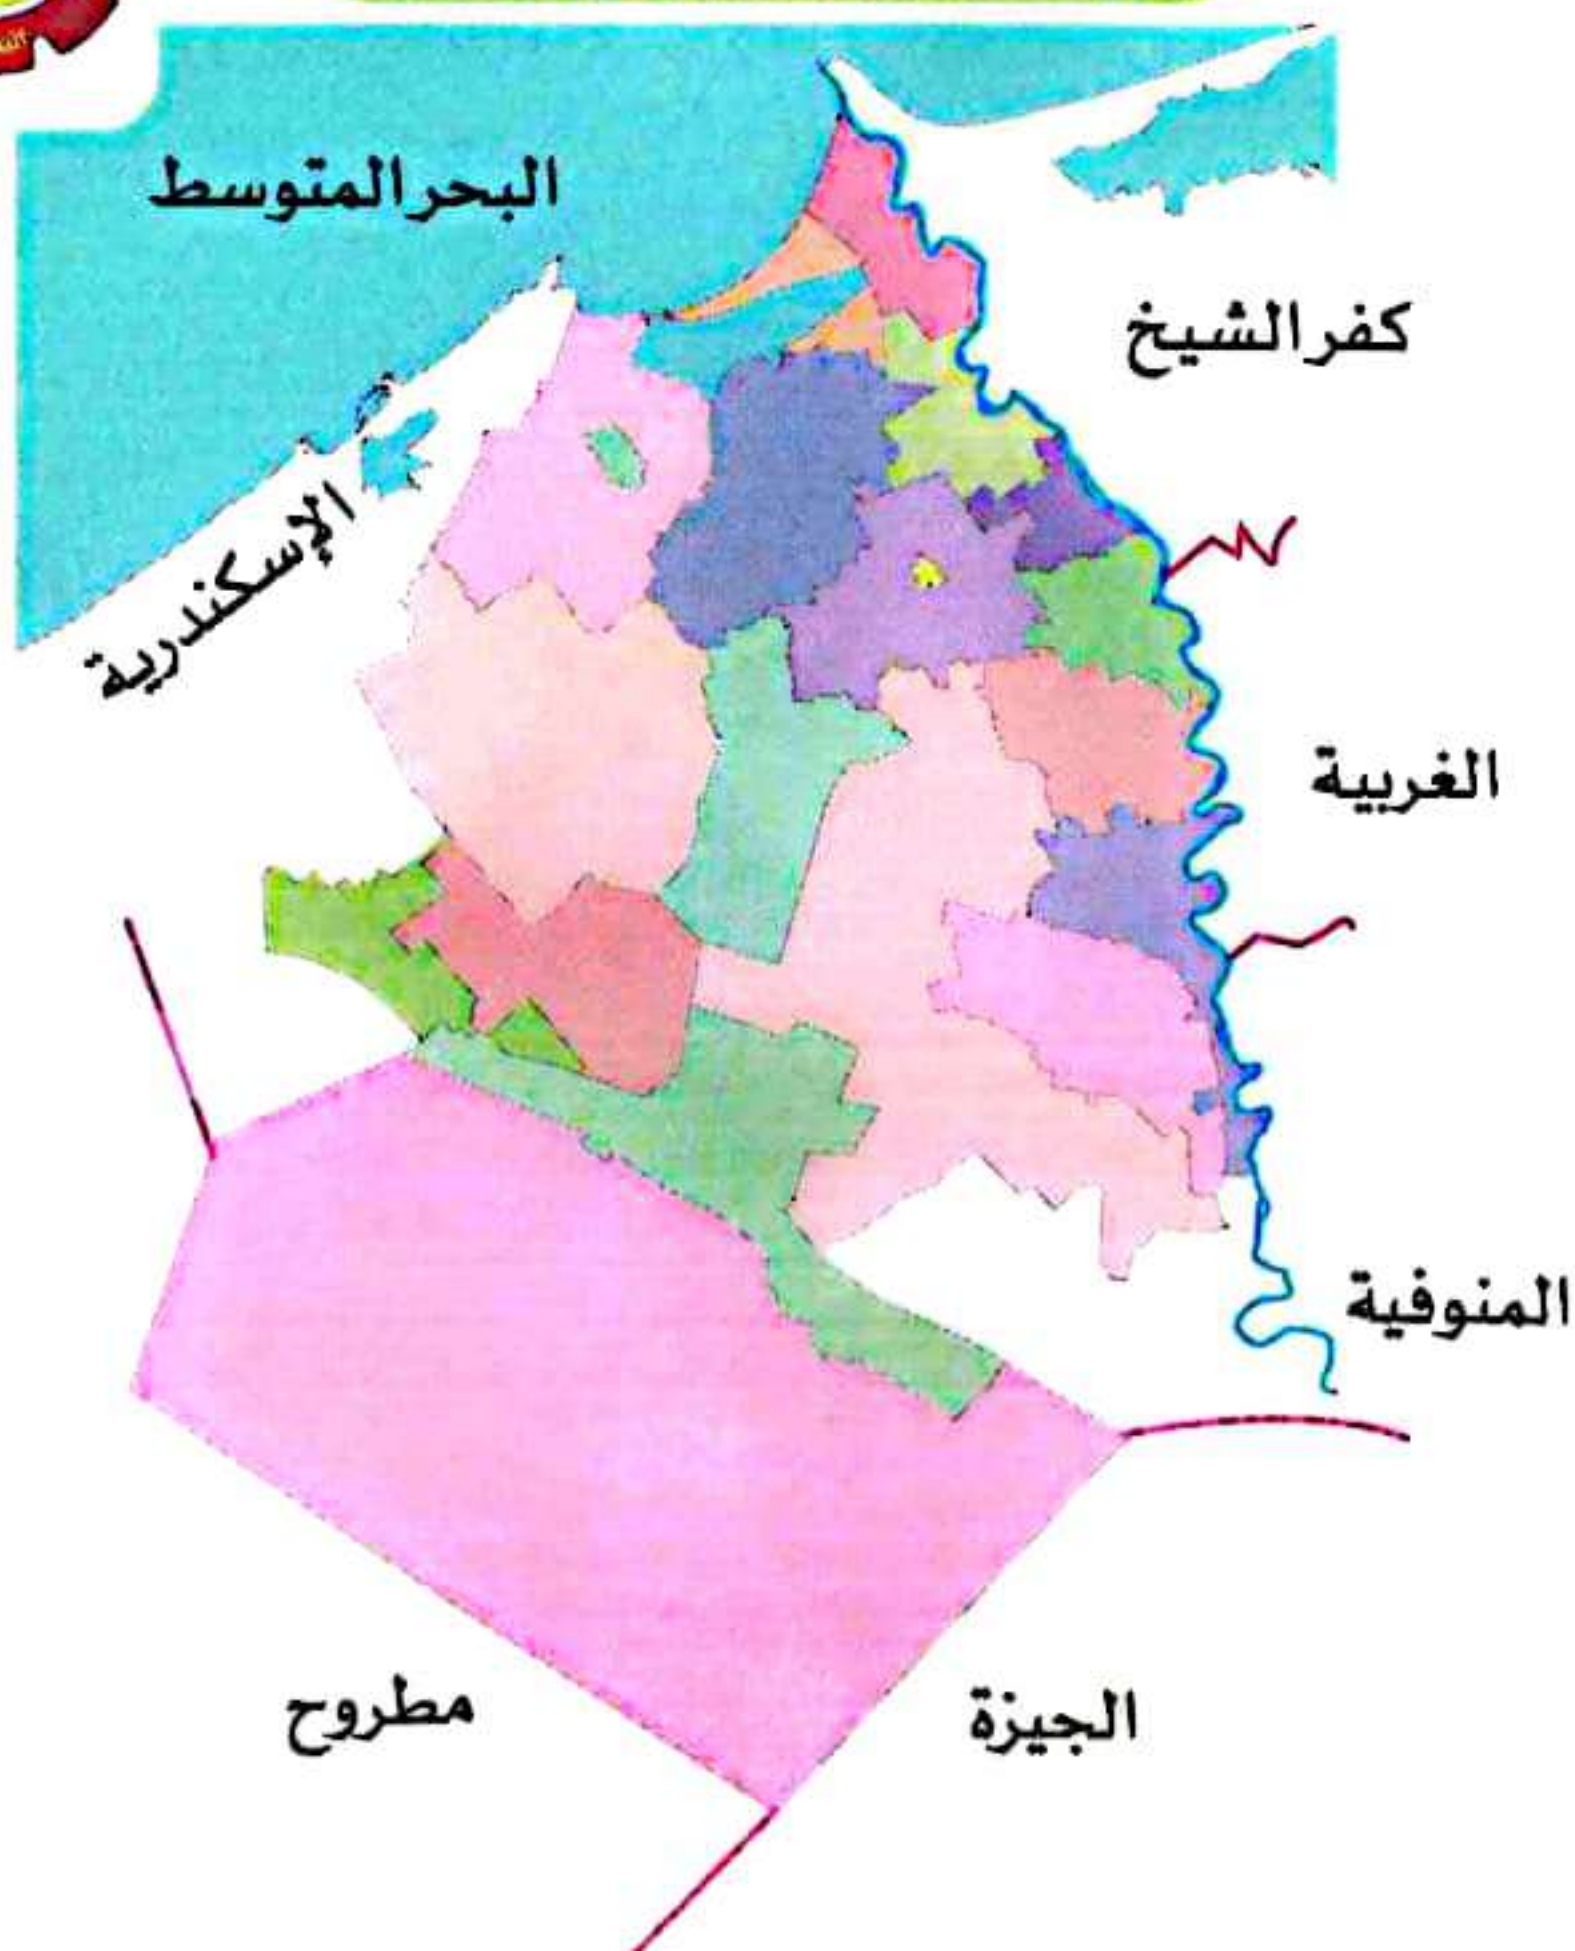 البحر المتوسط
كفر الشيخ
الإسكندرية
الغربية
المنوفية
مطروح
الجيزة